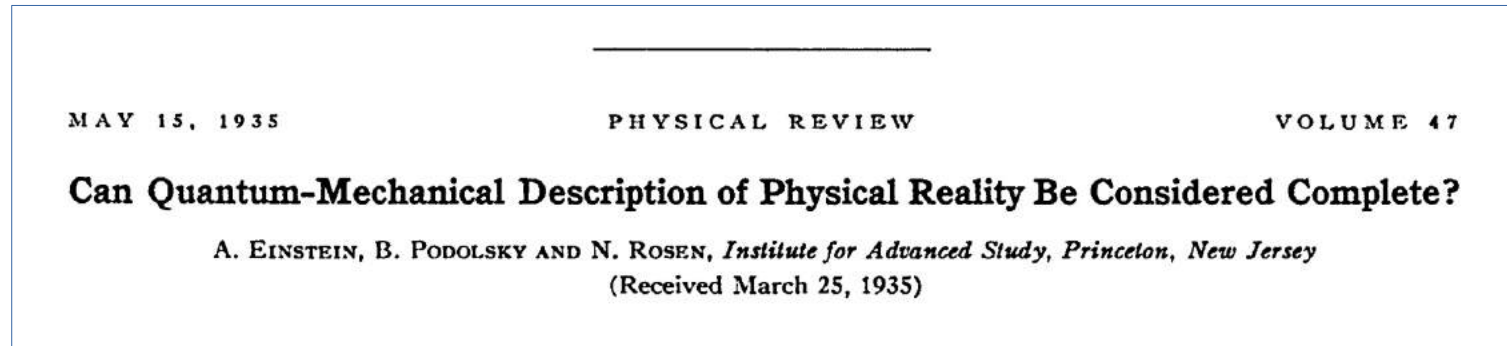 MAY 15, 1935 PHYSICAL REVIEW VOLUME 47
Can Quantum-Mechanical Description of Physical Reality Be Considered Complete?
A. EINSTEIN, B. PODOLSKY AND N. ROSEN, Institute for Advanced Study, Princeton, New Jersey
(Received March 25, 1935)